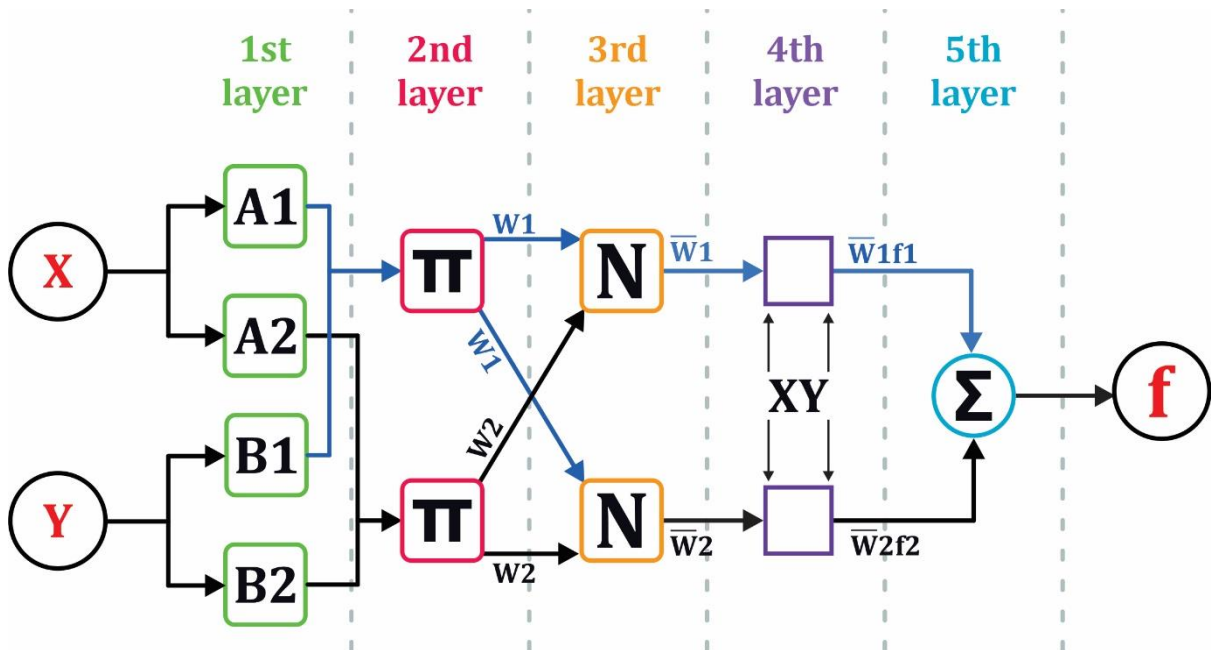 1st
layer
2nd
layer
3rd
layer
4th
layer
5th
layer
A1
W1
W̅1
W̅1f1
X
π
N
A2
W1
XY
Σ
f
B1
W2
Y
π
N
W2
W̅2
W̅2f2
B2